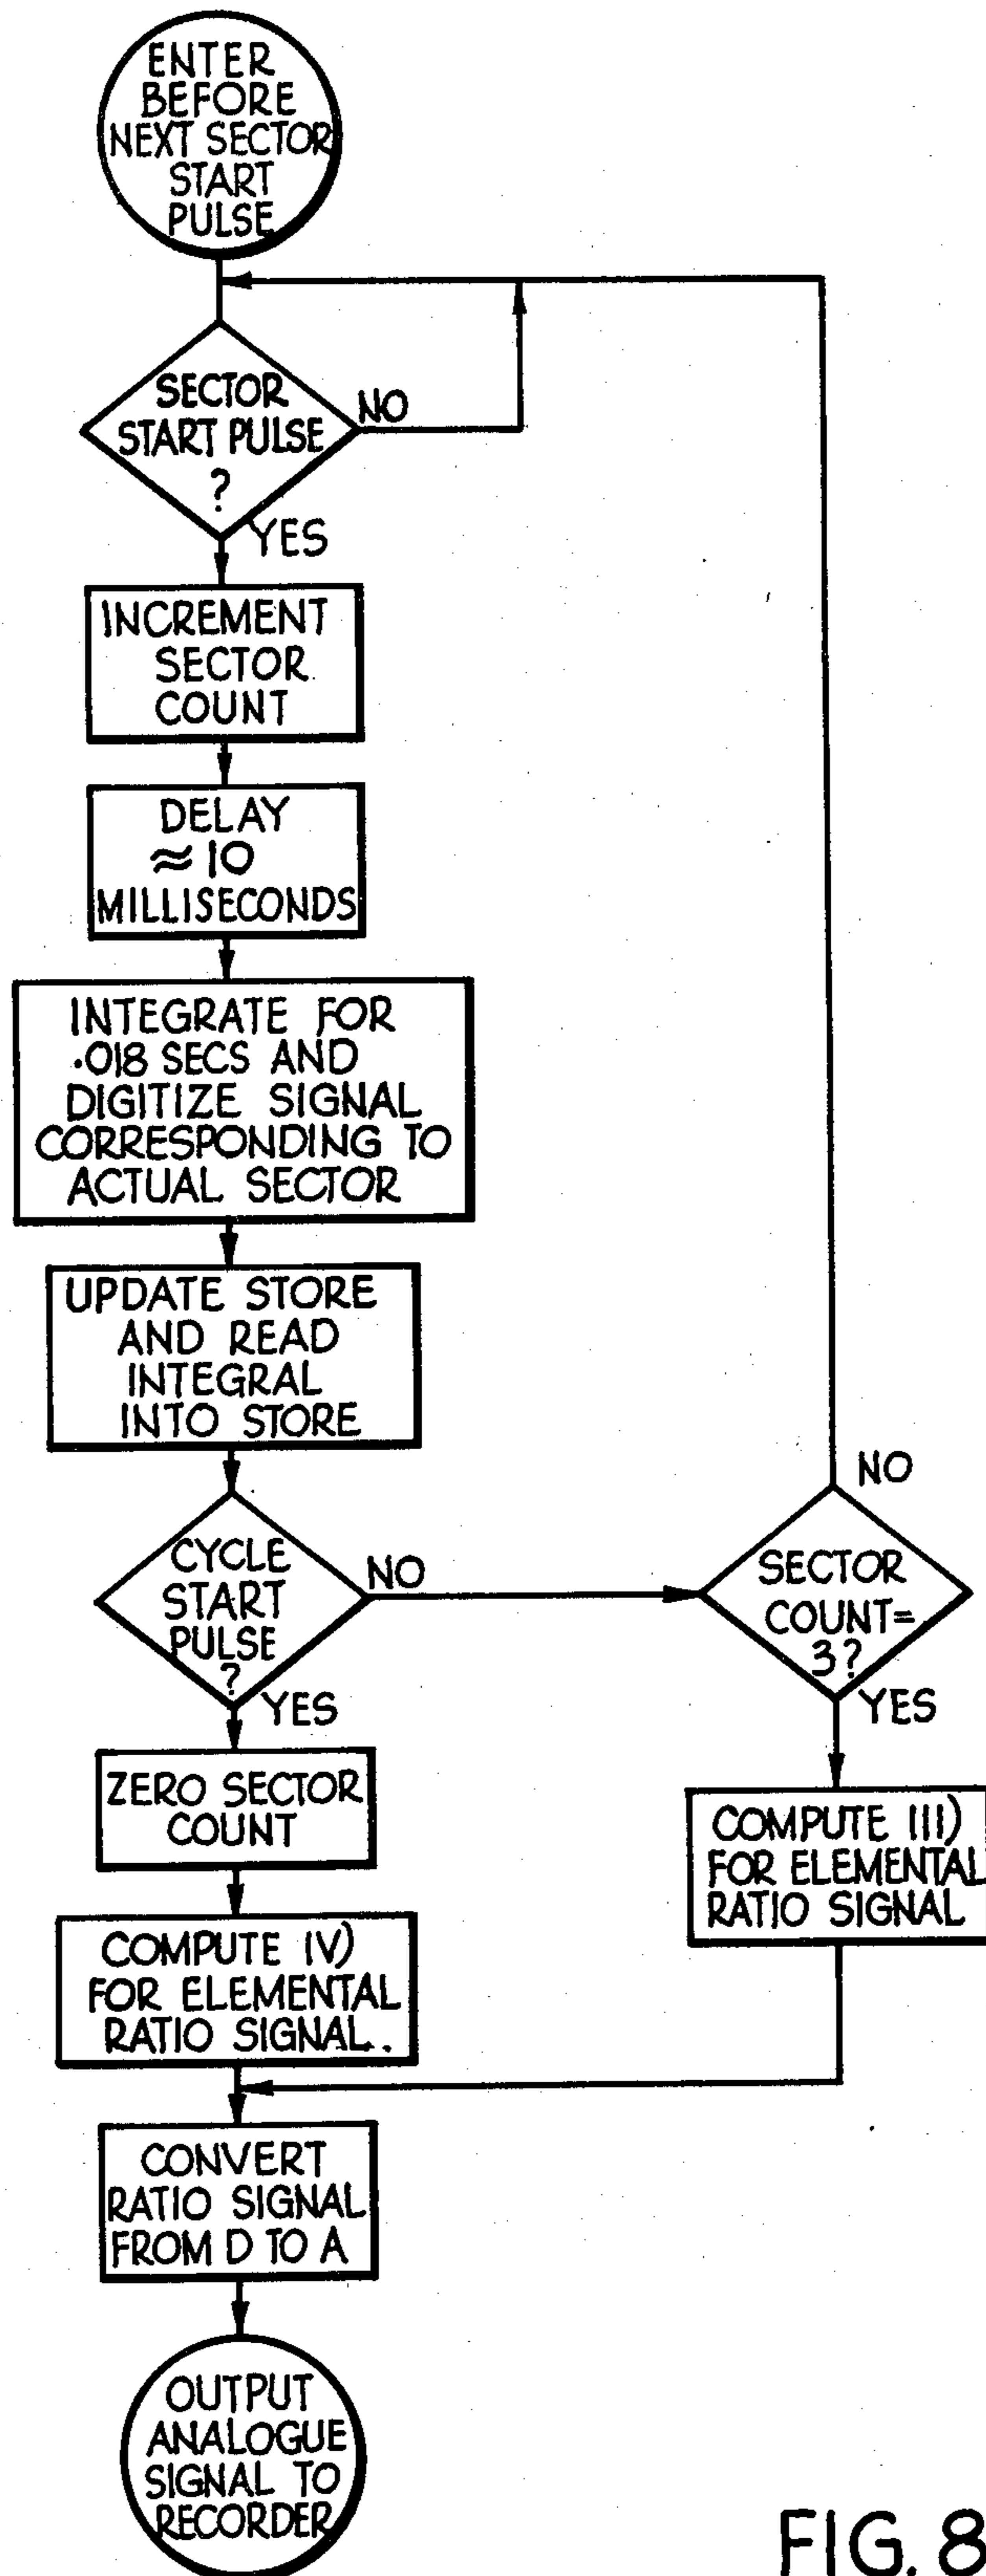 ENTER
BEFORE
NEXT SECTOR
START
PULSE
SECTOR
START PULSE
?
NO
YES
INCREMENT
SECTOR
COUNT
DELAY
≈ 10
MILLISECONDS
INTEGRATE FOR
.018 SECS AND
DIGITIZE SIGNAL
CORRESPONDING TO
ACTUAL SECTOR
UPDATE STORE
AND READ
INTEGRAL
INTO STORE
CYCLE
START
PULSE
?
NO
YES
SECTOR
COUNT=
3?
NO
YES
ZERO SECTOR
COUNT
COMPUTE III)
FOR ELEMENTAL
RATIO SIGNAL
COMPUTE IV)
FOR ELEMENTAL
RATIO SIGNAL.
CONVERT
RATIO SIGNAL
FROM D TO A
OUTPUT
ANALOGUE
SIGNAL TO
RECORDER
FIG. 8